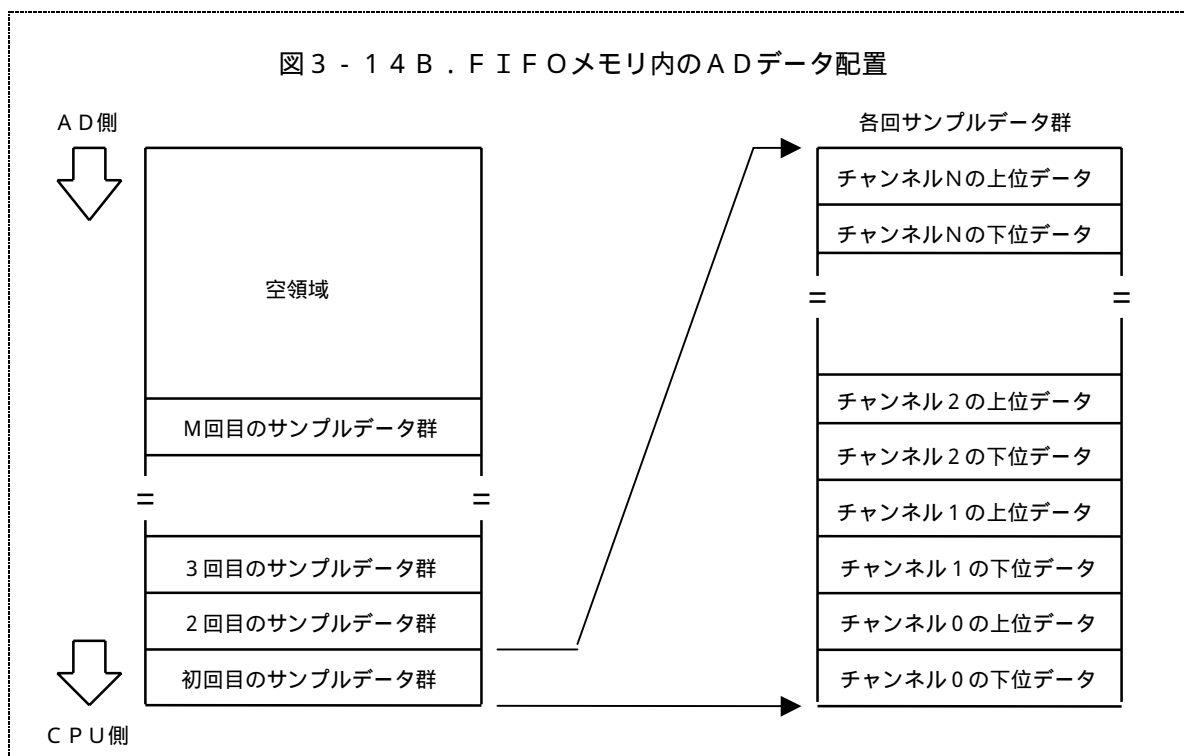 図３‐１４Ｂ．ＦＩＦＯメモリ内のＡＤデータ配置
ＡＤ側
空領域
Ｍ回目のサンプルデータ群
=
=
３回目のサンプルデータ群
２回目のサンプルデータ群
初回目のサンプルデータ群
ＣＰＵ側
各回サンプルデータ群
チャンネルＮの上位データ
チャンネルＮの下位データ
=
=
チャンネル２の上位データ
チャンネル２の下位データ
チャンネル１の上位データ
チャンネル１の下位データ
チャンネル０の上位データ
チャンネル０の下位データ